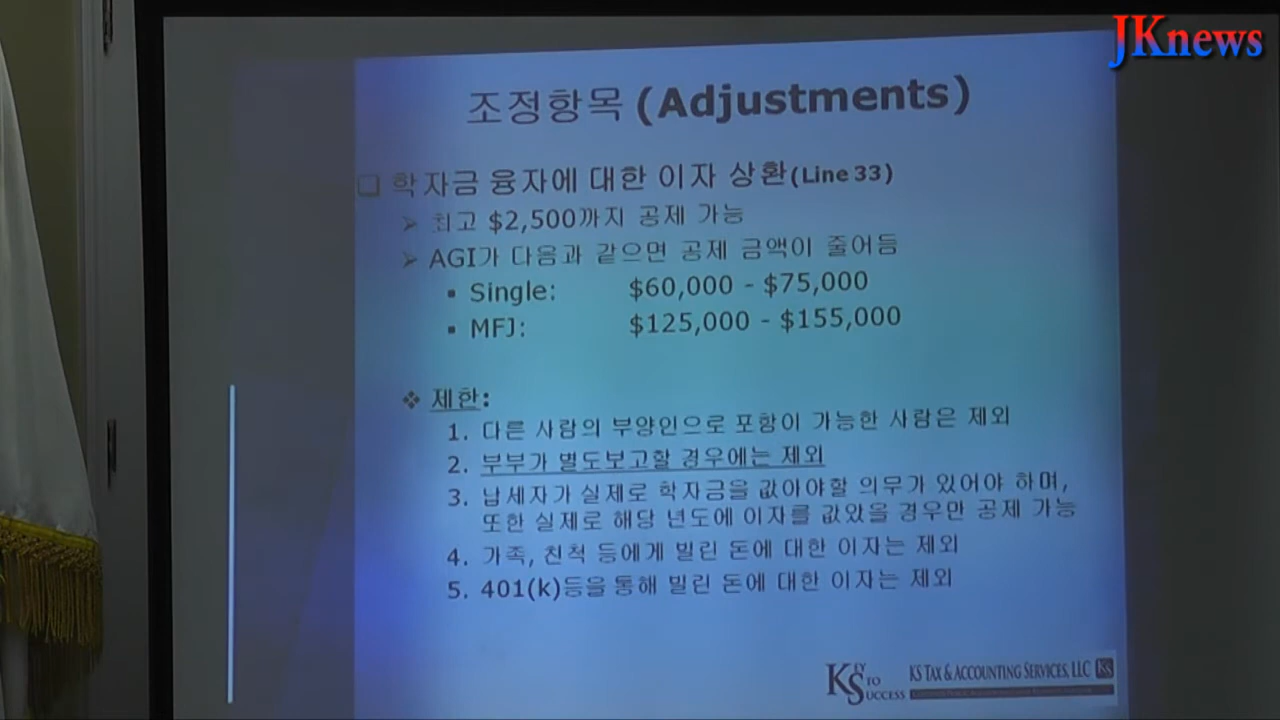 JKnews
조정항목 (Adjustments)
❑ 학자금 융자에 대한 이자 상환(Line 33)
➢ 최고 $2,500까지 공제 가능
➢ AGI가 다음과 같으면 공제 금액이 줄어듬
▪ Single: $60,000 - $75,000
▪ MFJ: $125,000 - $155,000
❖ 제한:
1. 다른 사람의 부양인으로 포함이 가능한 사람은 제외
2. 부부가 별도보고할 경우에는 제외
3. 납세자가 실제로 학자금을 값아야할 의무가 있어야 하며,
또한 실제로 해당 년도에 이자를 값았을 경우만 공제 가능
4. 가족, 친척 등에게 빌린 돈에 대한 이자는 제외
5. 401(k)등을 통해 빌린 돈에 대한 이자는 제외
KEY TO SUCCESS
KS TAX & ACCOUNTING SERVICES, LLC KS